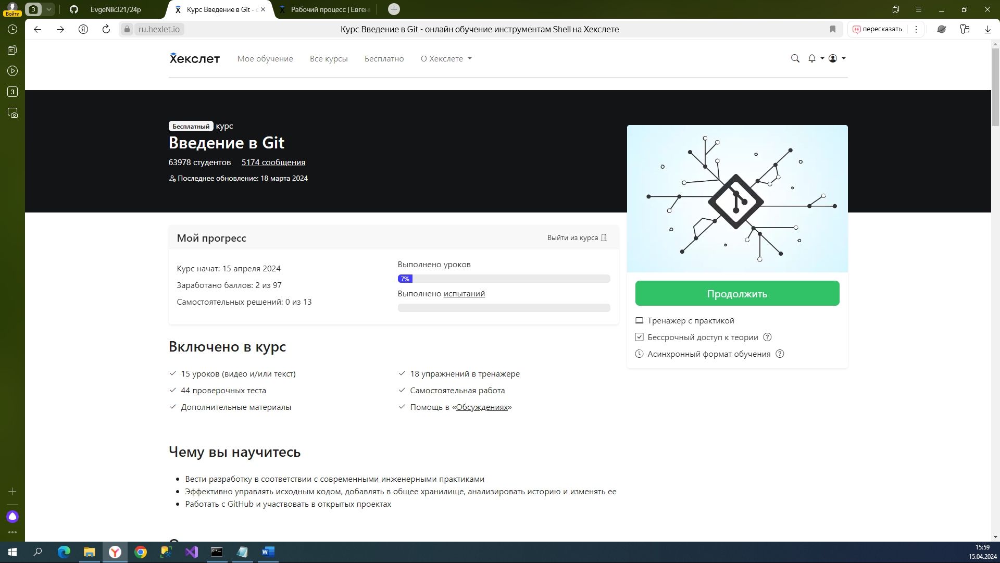 Войти
3
EvgeNik321/24p
Курс Введение в Git -
Рабочий процесс | Евген
ru.hexlet.io
Курс Введение в Git - онлайн обучение инструментам Shell на Хекслете
пересказать
3
Хекслет
Мое обучение
Все курсы
Бесплатно
О Хекслете
Бесплатный курс
Введение в Git
63978 студентов
5174 сообщения
Последнее обновление: 18 марта 2024
Мой прогресс
Выйти из курса
Курс начат: 15 апреля 2024
Заработано баллов: 2 из 97
Самостоятельных решений: 0 из 13
Выполнено уроков
7%
Выполнено испытаний
Продолжить
Тренажер с практикой
Бессрочный доступ к теории
Асинхронный формат обучения
Включено в курс
15 уроков (видео и/или текст)
18 упражнений в тренажере
44 проверочных теста
Самостоятельная работа
Дополнительные материалы
Помощь в «Обсуждениях»
Чему вы научитесь
Вести разработку в соответствии с современными инженерными практиками
Эффективно управлять исходным кодом, добавлять в общее хранилище, анализировать историю и изменять ее
Работать с GitHub и участвовать в открытых проектах
15:59
15.04.2024